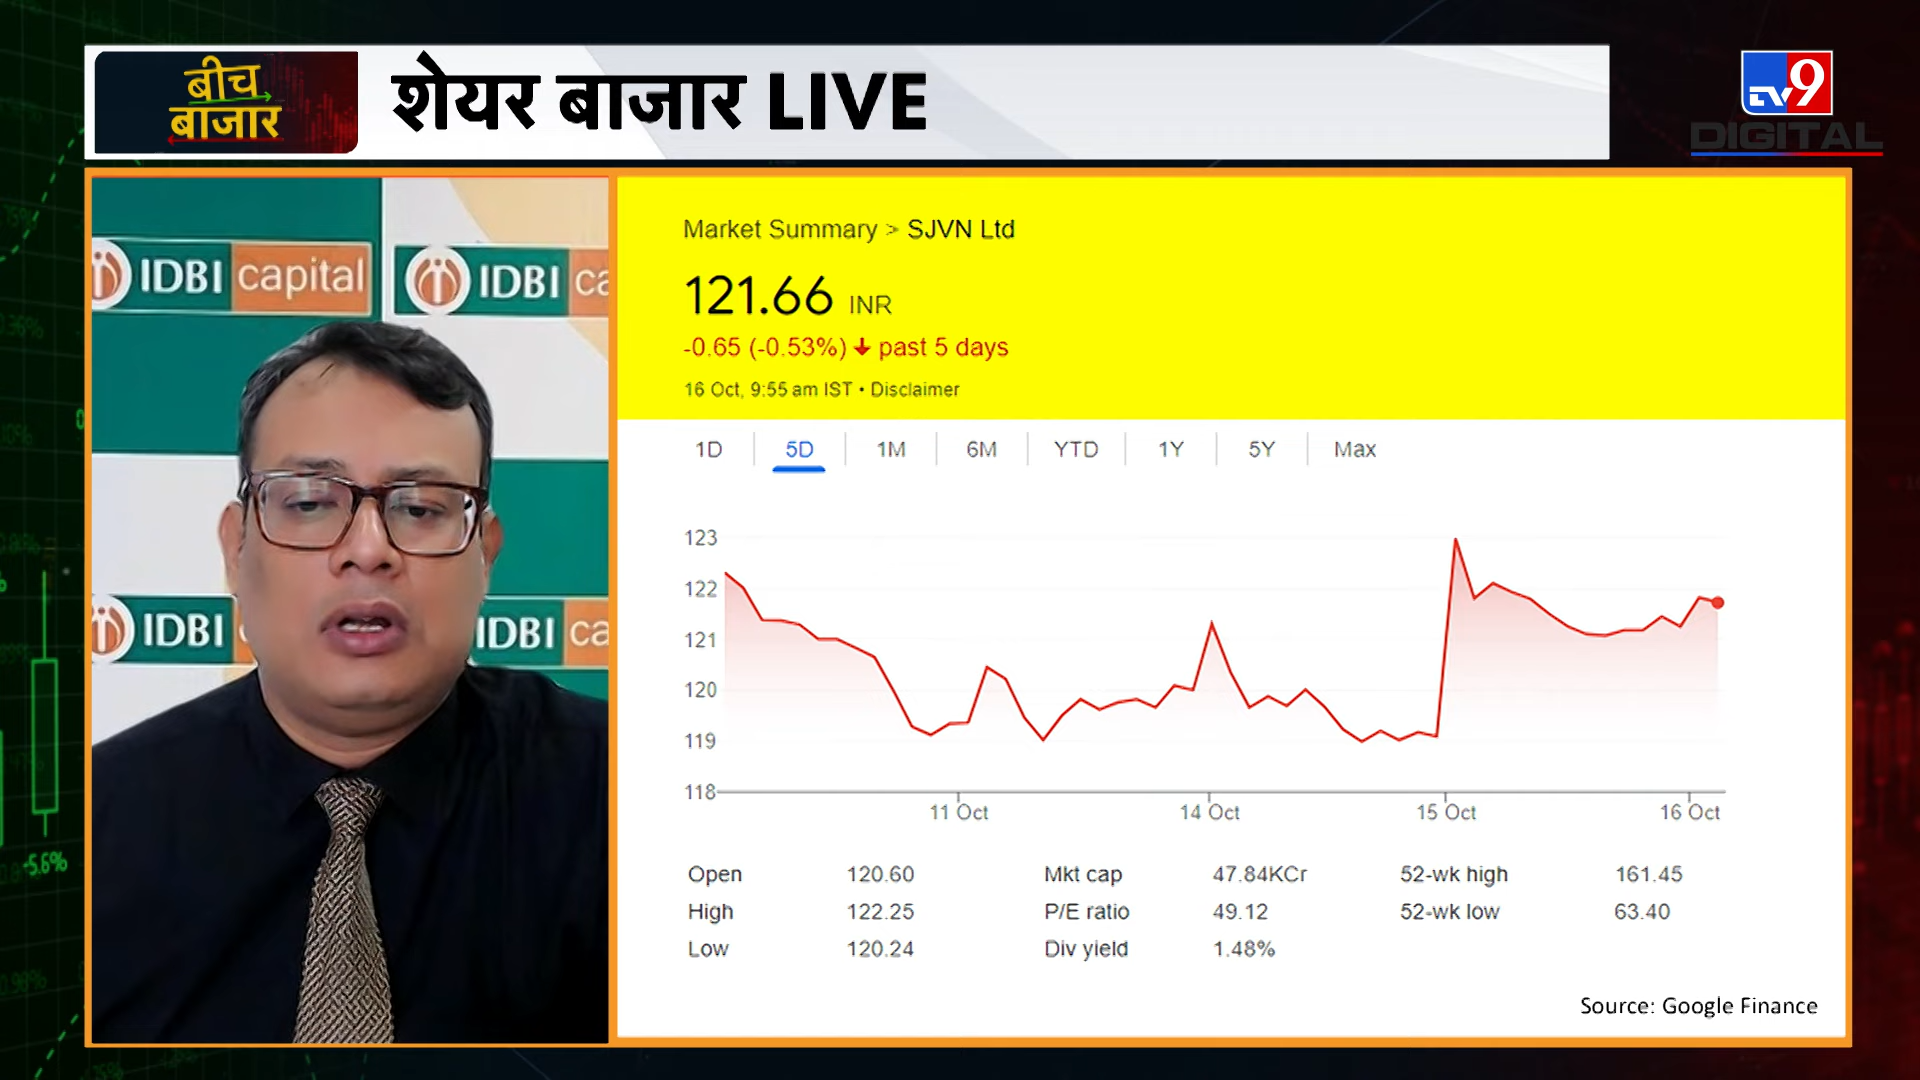 बीच
बाजार
शेयर बाजार LIVE
TV9
DIGITAL
IDBI capital
IDBI ca
IDBI
IDBI ca
Market Summary > SJVN Ltd
121.66 INR
-0.65 (-0.53%) ↓ past 5 days
16 Oct, 9:55 am IST • Disclaimer
1D 5D 1M 6M YTD 1Y 5Y Max
123
122
121
120
119
118
11 Oct 14 Oct 15 Oct 16 Oct
Open 120.60 Mkt cap 47.84KCr 52-wk high 161.45
High 122.25 P/E ratio 49.12 52-wk low 63.40
Low 120.24 Div yield 1.48%
Source: Google Finance
-5.6%